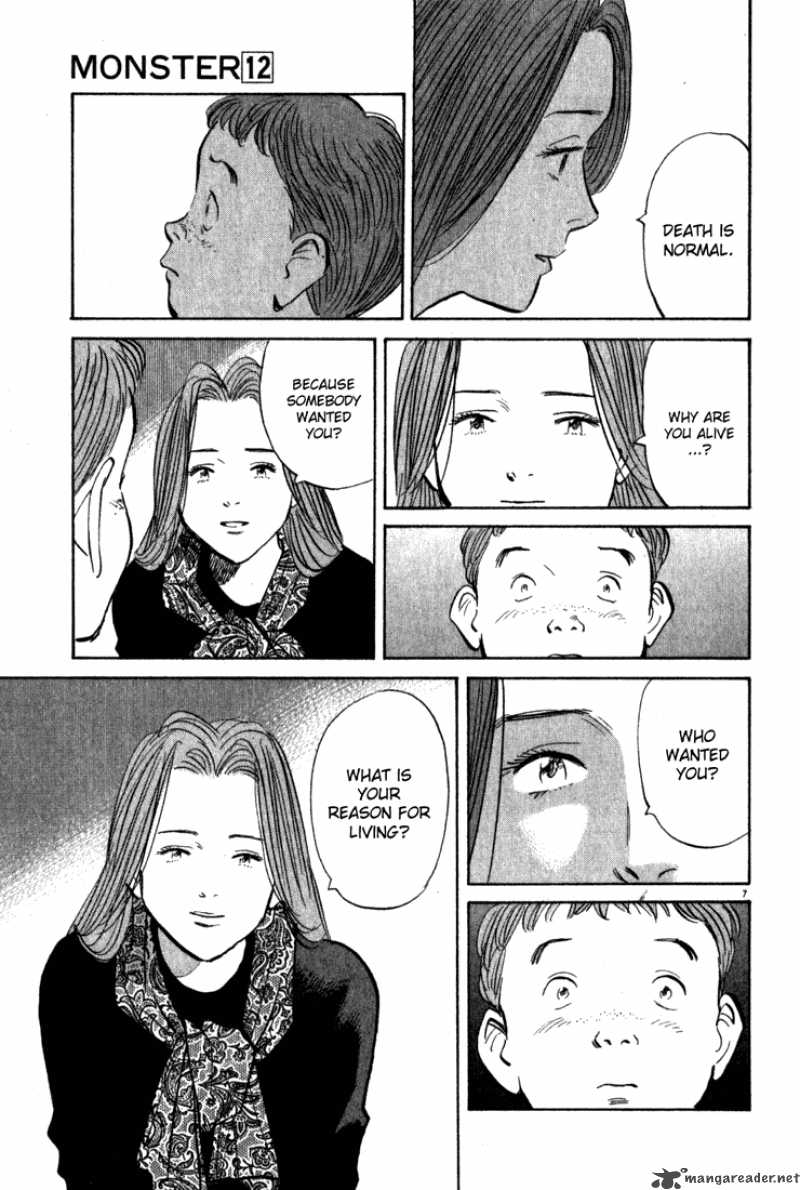 MONSTER 12
DEATH IS
NORMAL.
WHY ARE
YOU ALIVE
...?
BECAUSE
SOMEBODY
WANTED
YOU?
WHO
WANTED
YOU?
7
WHAT IS
YOUR
REASON FOR
LIVING?
mangareader.net